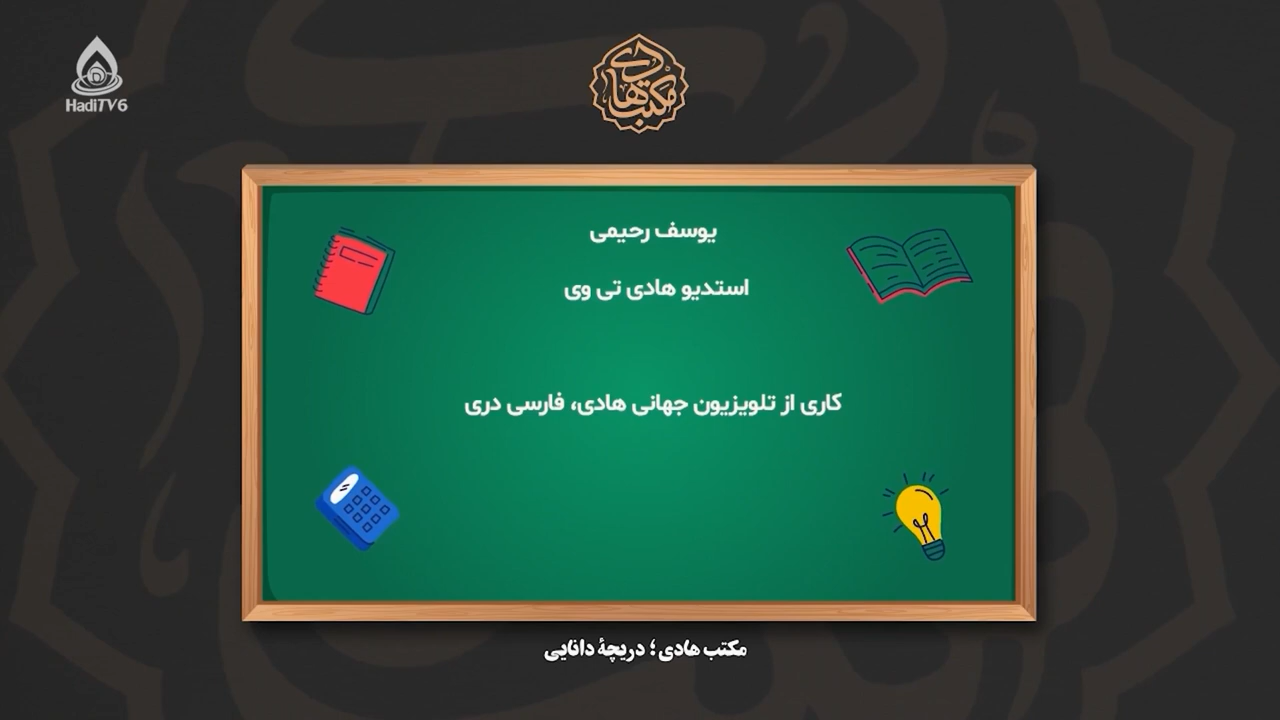 HadiTV6
مکتب هادی
یوسف رحیمی
استدیو هادی تی وی
کاری از تلویزیون جهانی هادی، فارسی دری
مکتب هادی؛ دریچهٔ دانایی